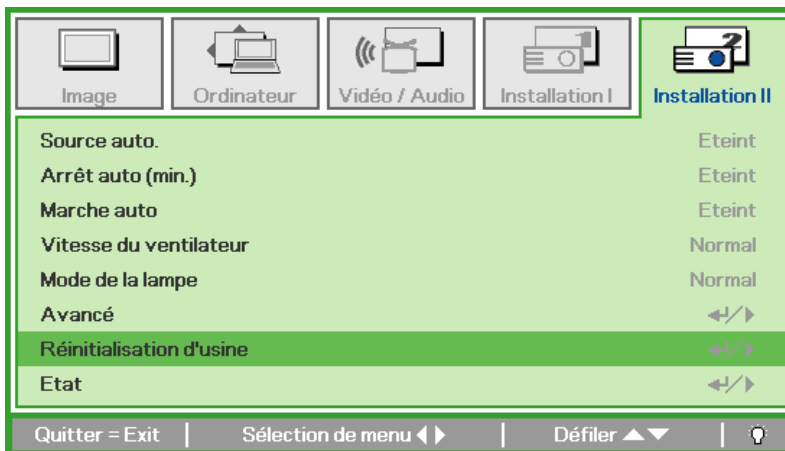 Image Ordinateur Vidéo / Audio Installation I Installation II
Source auto. Eteint
Arrêt auto (min.) Eteint
Marche auto Eteint
Vitesse du ventilateur Normal
Mode de la lampe Normal
Avancé
Réinitialisation d'usine
Etat
Quitter = Exit Sélection de menu Défiler